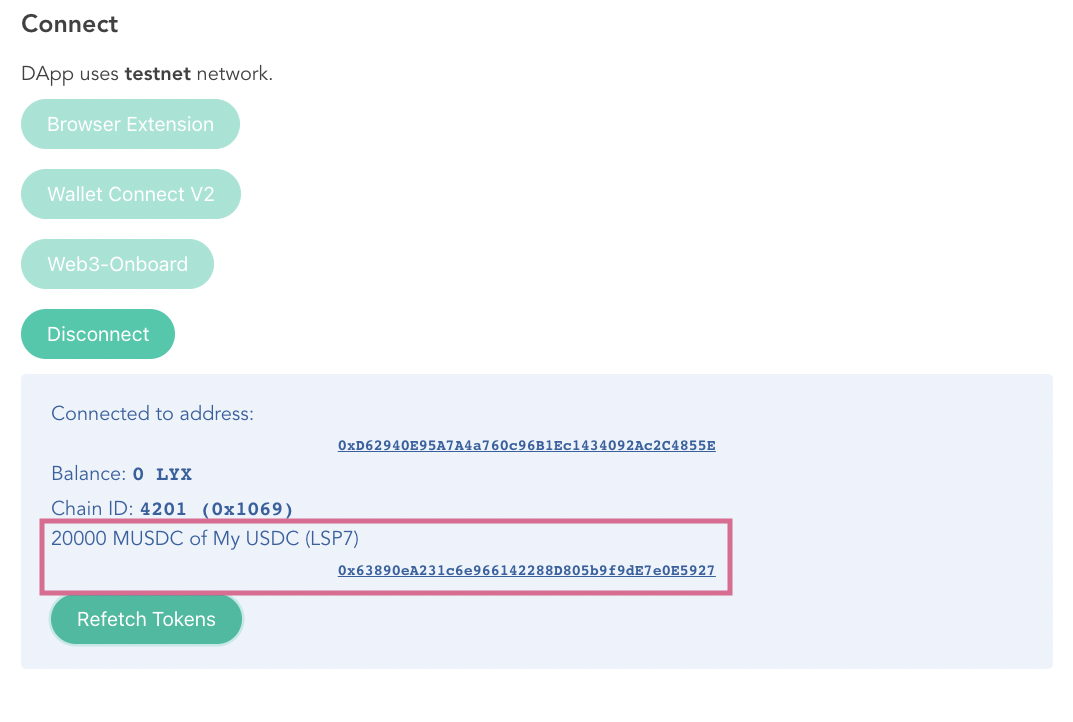 Connect
DApp uses testnet network.
Browser Extension
Wallet Connect V2
Web3-Onboard
Disconnect
Connected to address:
0xD62940E95A7A4a760c96B1Ec1434092Ac2C4855E
Balance: 0 LYX
Chain ID: 4201 (0x1069)
20000 MUSDC of My USDC (LSP7)
0x63890eA231c6e966142288D805b9f9dE7e0E5927
Refetch Tokens